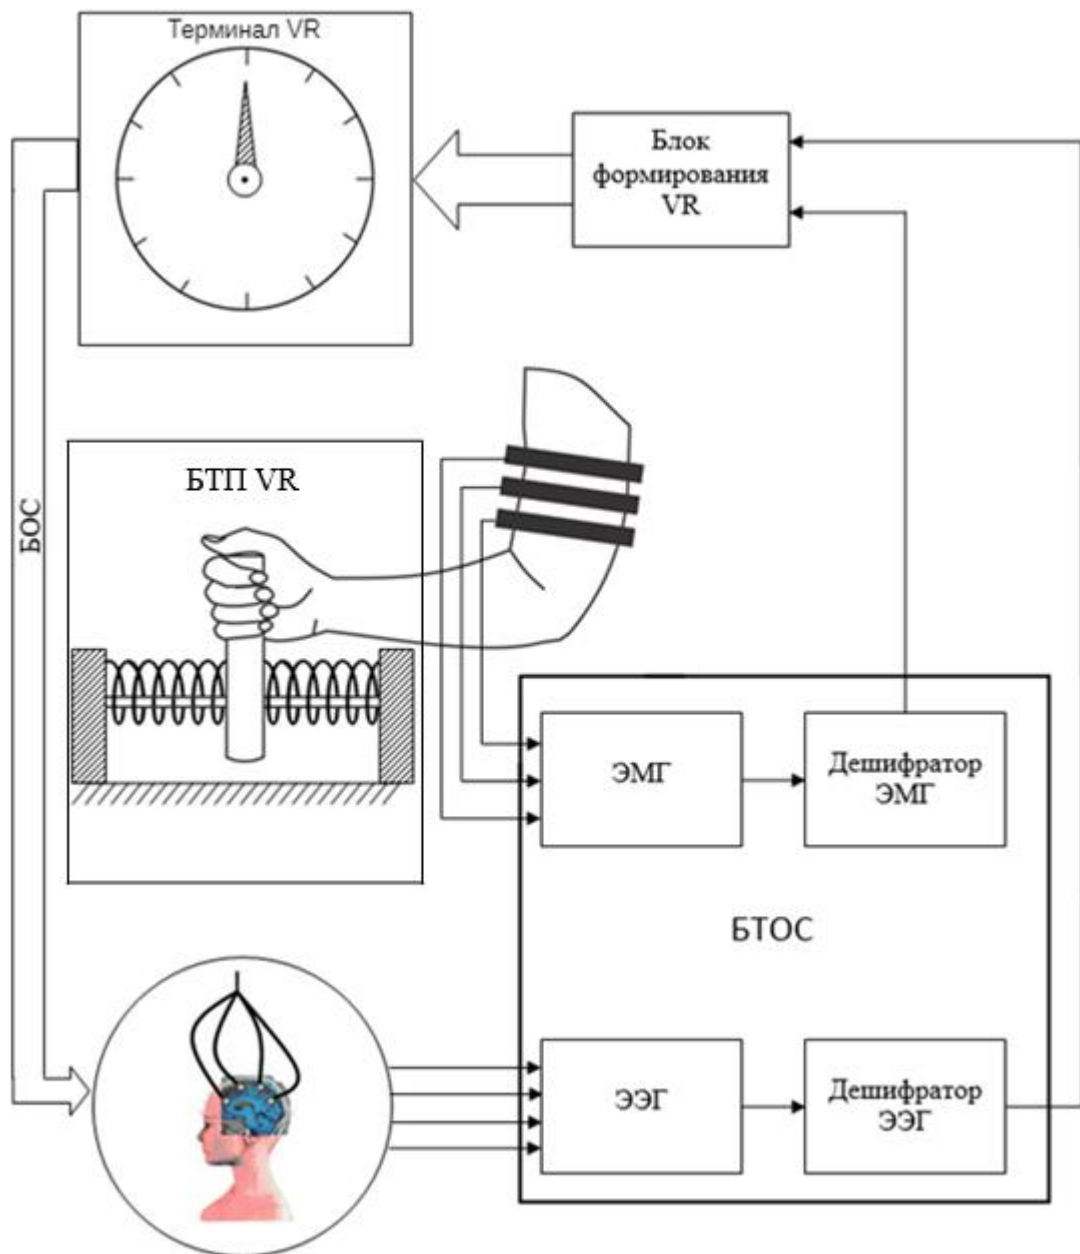 Терминал VR
Блок
формирования
VR
БОС
БТП VR
ЭМГ
Дешифратор
ЭМГ
БТОС
ЭЭГ
Дешифратор
ЭЭГ